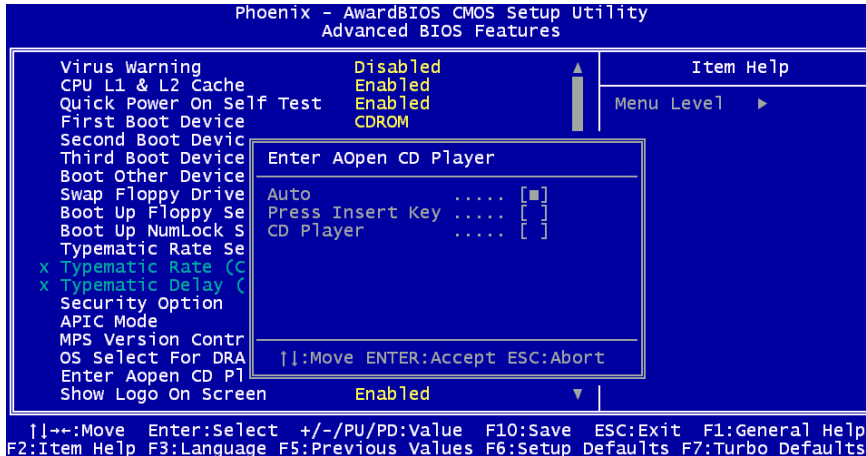 Phoenix - AwardBIOS CMOS Setup Utility
Advanced BIOS Features
Virus Warning Disabled
CPU L1 & L2 Cache Enabled
Quick Power On Self Test Enabled
First Boot Device CDROM
Second Boot Devic
Third Boot Device
Boot Other Device
Swap Floppy Drive
Boot Up Floppy Se
Boot Up NumLock S
Typematic Rate Se
x Typematic Rate (C
x Typematic Delay (
Security Option
APIC Mode
MPS Version Contr
OS Select For DRA
Enter Aopen CD Pl
Show Logo On Screen Enabled
Enter AOpen CD Player
Auto ..... [■]
Press Insert Key ..... [ ]
CD Player ..... [ ]
↑↓:Move ENTER:Accept ESC:Abort
Item Help
Menu Level ►
↑↓→←:Move Enter:Select +/-/PU/PD:Value F10:Save ESC:Exit F1:General Help
F2:Item Help F3:Language F5:Previous Values F6:Setup Defaults F7:Turbo Defaults